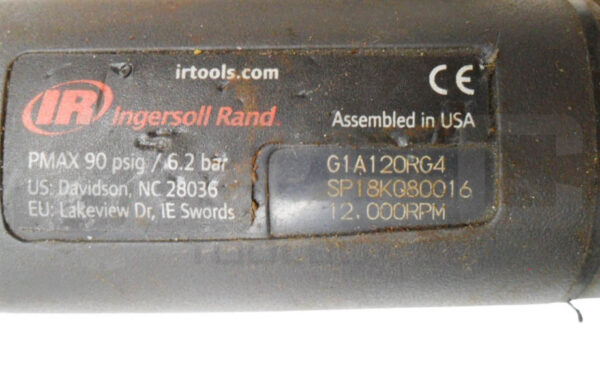 irtools.com
CE
IR Ingersoll Rand
Assembled in USA
PMAX 90 psig / 6.2 bar
US: Davidson, NC 28036
EU: Lakeview Dr, IE Swords
G1A120RG4
SP18K080016
12,000RPM